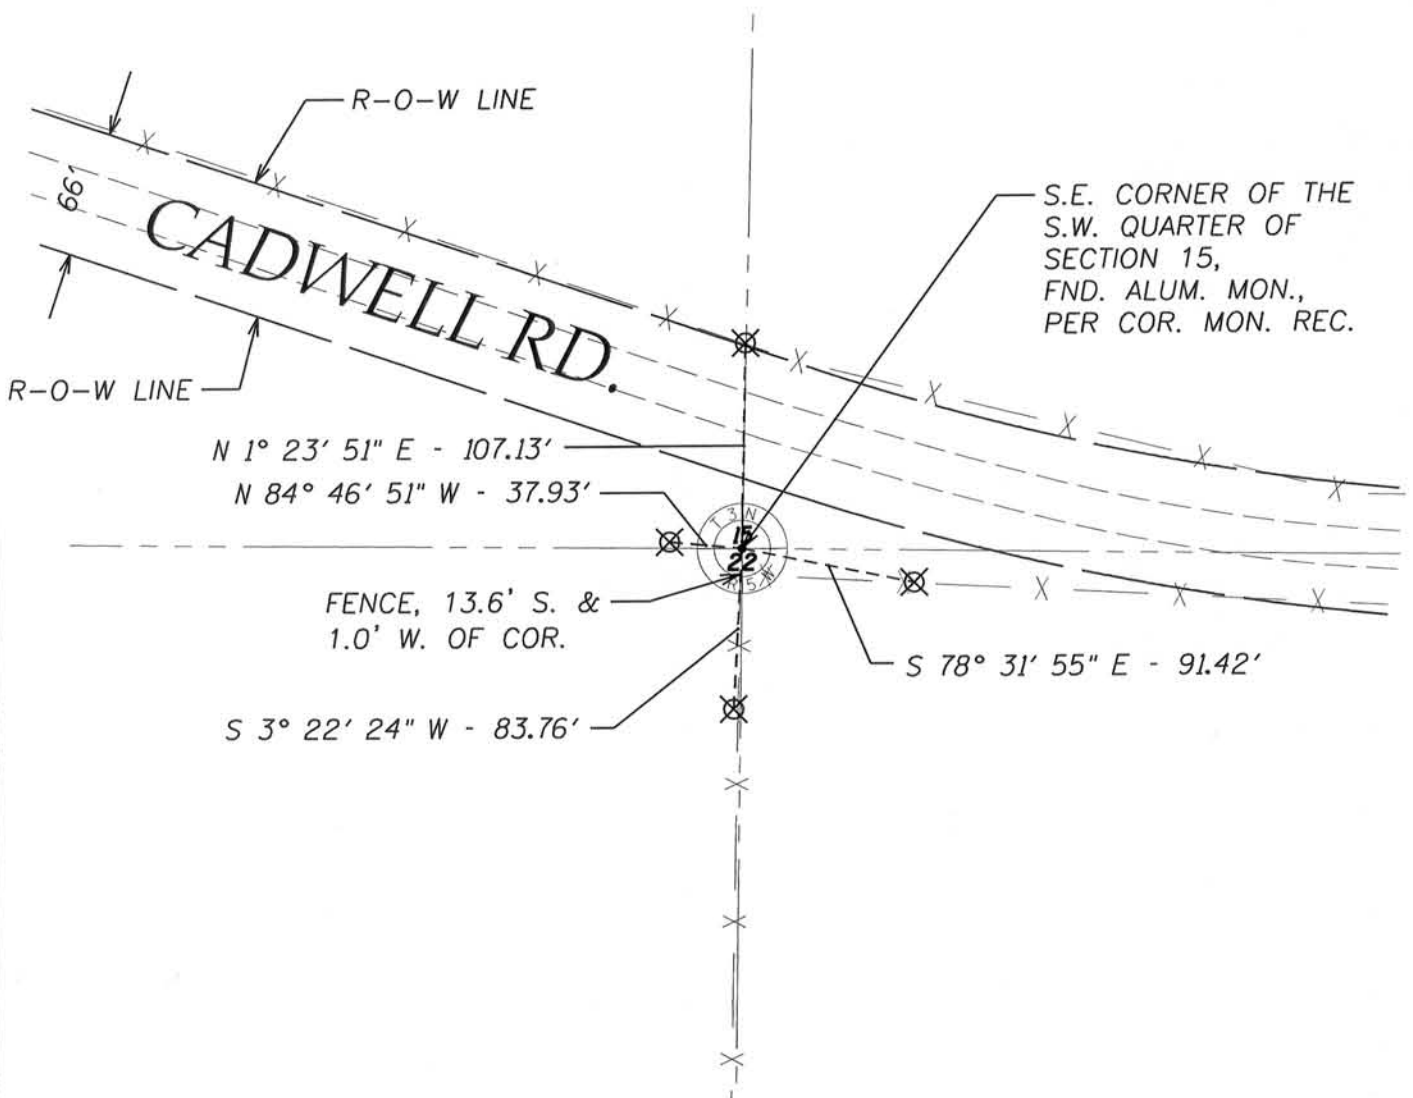 R-O-W LINE
66'
CADWELL RD.
S.E. CORNER OF THE
S.W. QUARTER OF
SECTION 15,
FND. ALUM. MON.,
PER COR. MON. REC.
R-O-W LINE
N 1° 23' 51" E - 107.13'
N 84° 46' 51" W - 37.93'
T 3 N
15
22
R 5 W
FENCE, 13.6' S. &
1.0' W. OF COR.
S 78° 31' 55" E - 91.42'
S 3° 22' 24" W - 83.76'